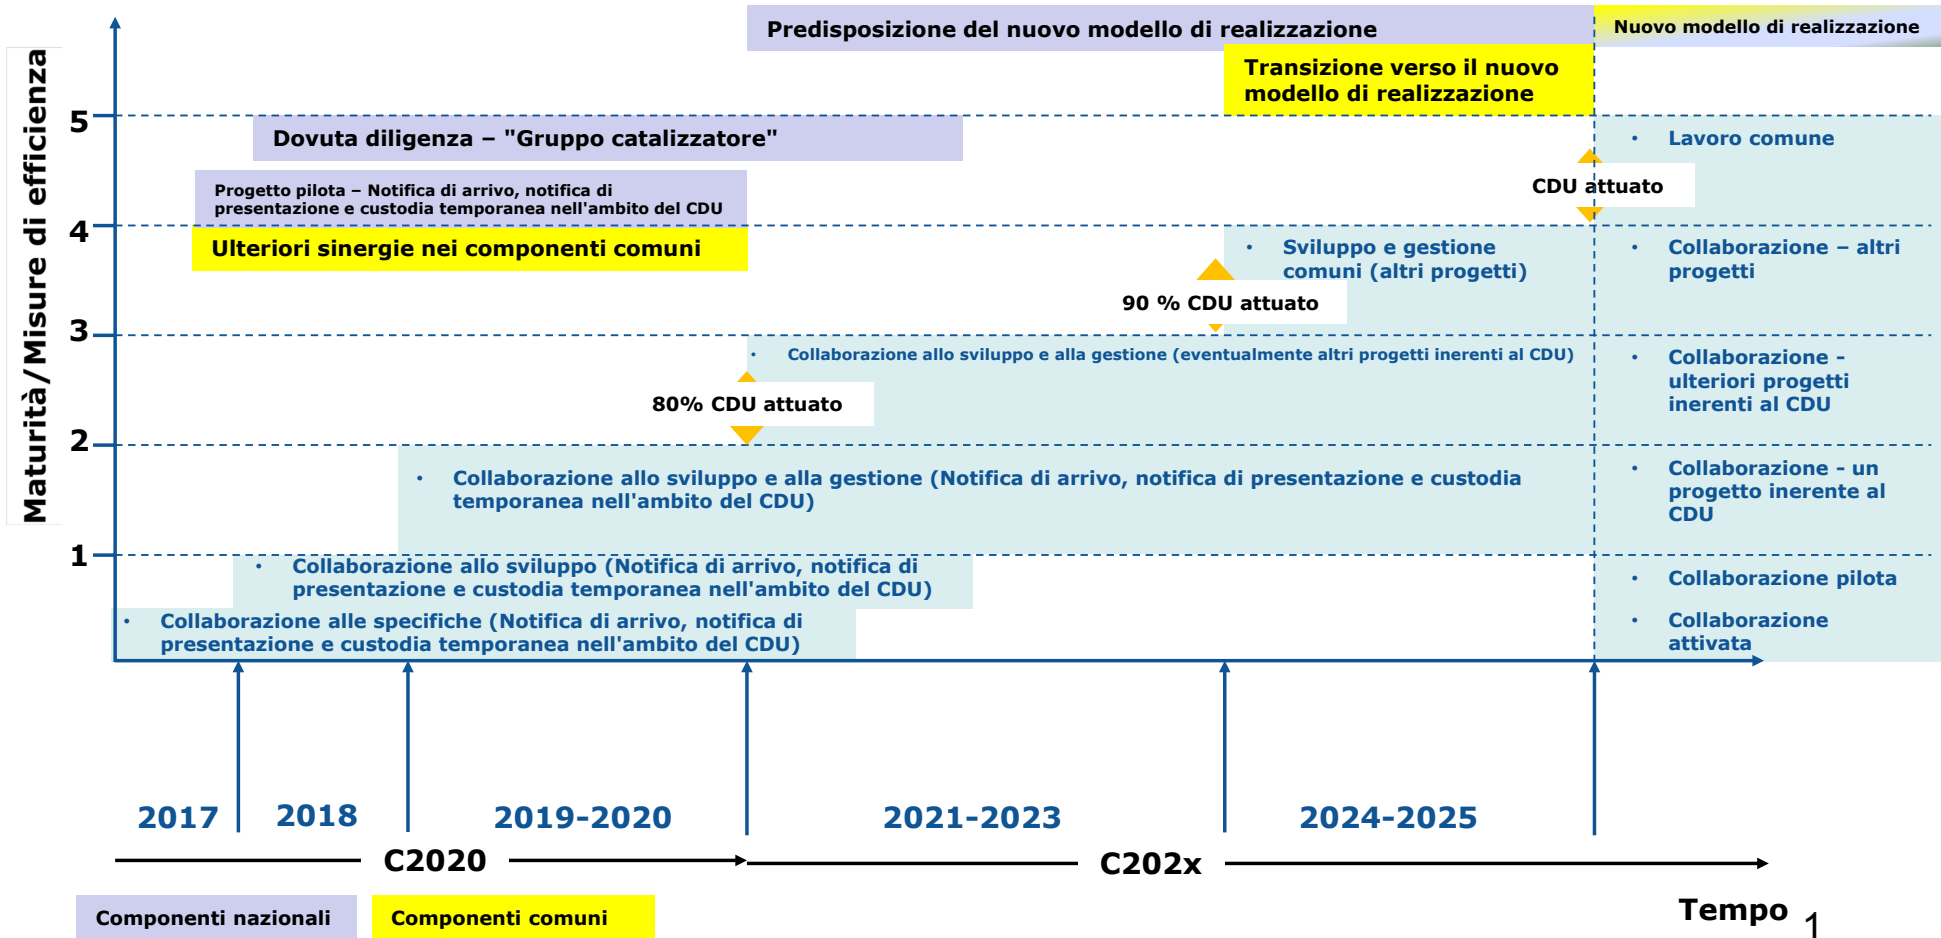 Predisposizione del nuovo modello di realizzazione
Nuovo modello di realizzazione
Transizione verso il nuovo
modello di realizzazione
Maturità/Misure di efficienza
5
Dovuta diligenza – "Gruppo catalizzatore"
• Lavoro comune
Progetto pilota – Notifica di arrivo, notifica di
presentazione e custodia temporanea nell'ambito del CDU
CDU attuato
4
Ulteriori sinergie nei componenti comuni
• Sviluppo e gestione
comuni (altri progetti)
• Collaborazione – altri
progetti
90 % CDU attuato
3
• Collaborazione allo sviluppo e alla gestione (eventualmente altri progetti inerenti al CDU)
• Collaborazione -
ulteriori progetti
inerenti al CDU
80% CDU attuato
2
• Collaborazione allo sviluppo e alla gestione (Notifica di arrivo, notifica di presentazione e custodia
temporanea nell'ambito del CDU)
• Collaborazione - un
progetto inerente al
CDU
1
• Collaborazione allo sviluppo (Notifica di arrivo, notifica di
presentazione e custodia temporanea nell'ambito del CDU)
• Collaborazione pilota
• Collaborazione alle specifiche (Notifica di arrivo, notifica di
presentazione e custodia temporanea nell'ambito del CDU)
• Collaborazione
attivata
2017
2018
2019-2020
2021-2023
2024-2025
C2020
C202x
Componenti nazionali
Componenti comuni
Tempo
1